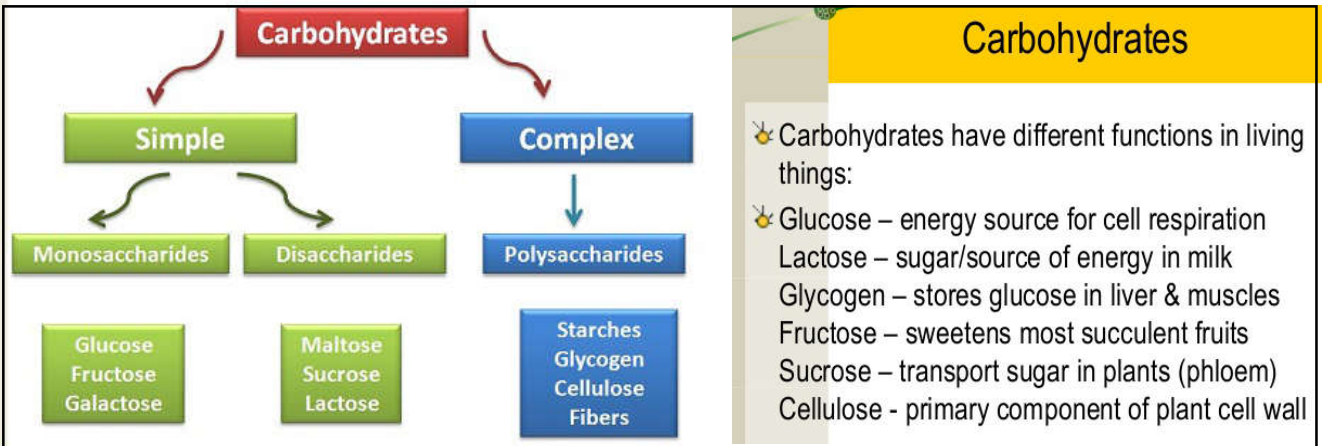 Carbohydrates
Simple
Complex
Monosaccharides
Disaccharides
Polysaccharides
Glucose
Fructose
Galactose
Maltose
Sucrose
Lactose
Starches
Glycogen
Cellulose
Fibers
Carbohydrates
Carbohydrates have different functions in living
things:
Glucose – energy source for cell respiration
Lactose – sugar/source of energy in milk
Glycogen – stores glucose in liver & muscles
Fructose – sweetens most succulent fruits
Sucrose – transport sugar in plants (phloem)
Cellulose - primary component of plant cell wall